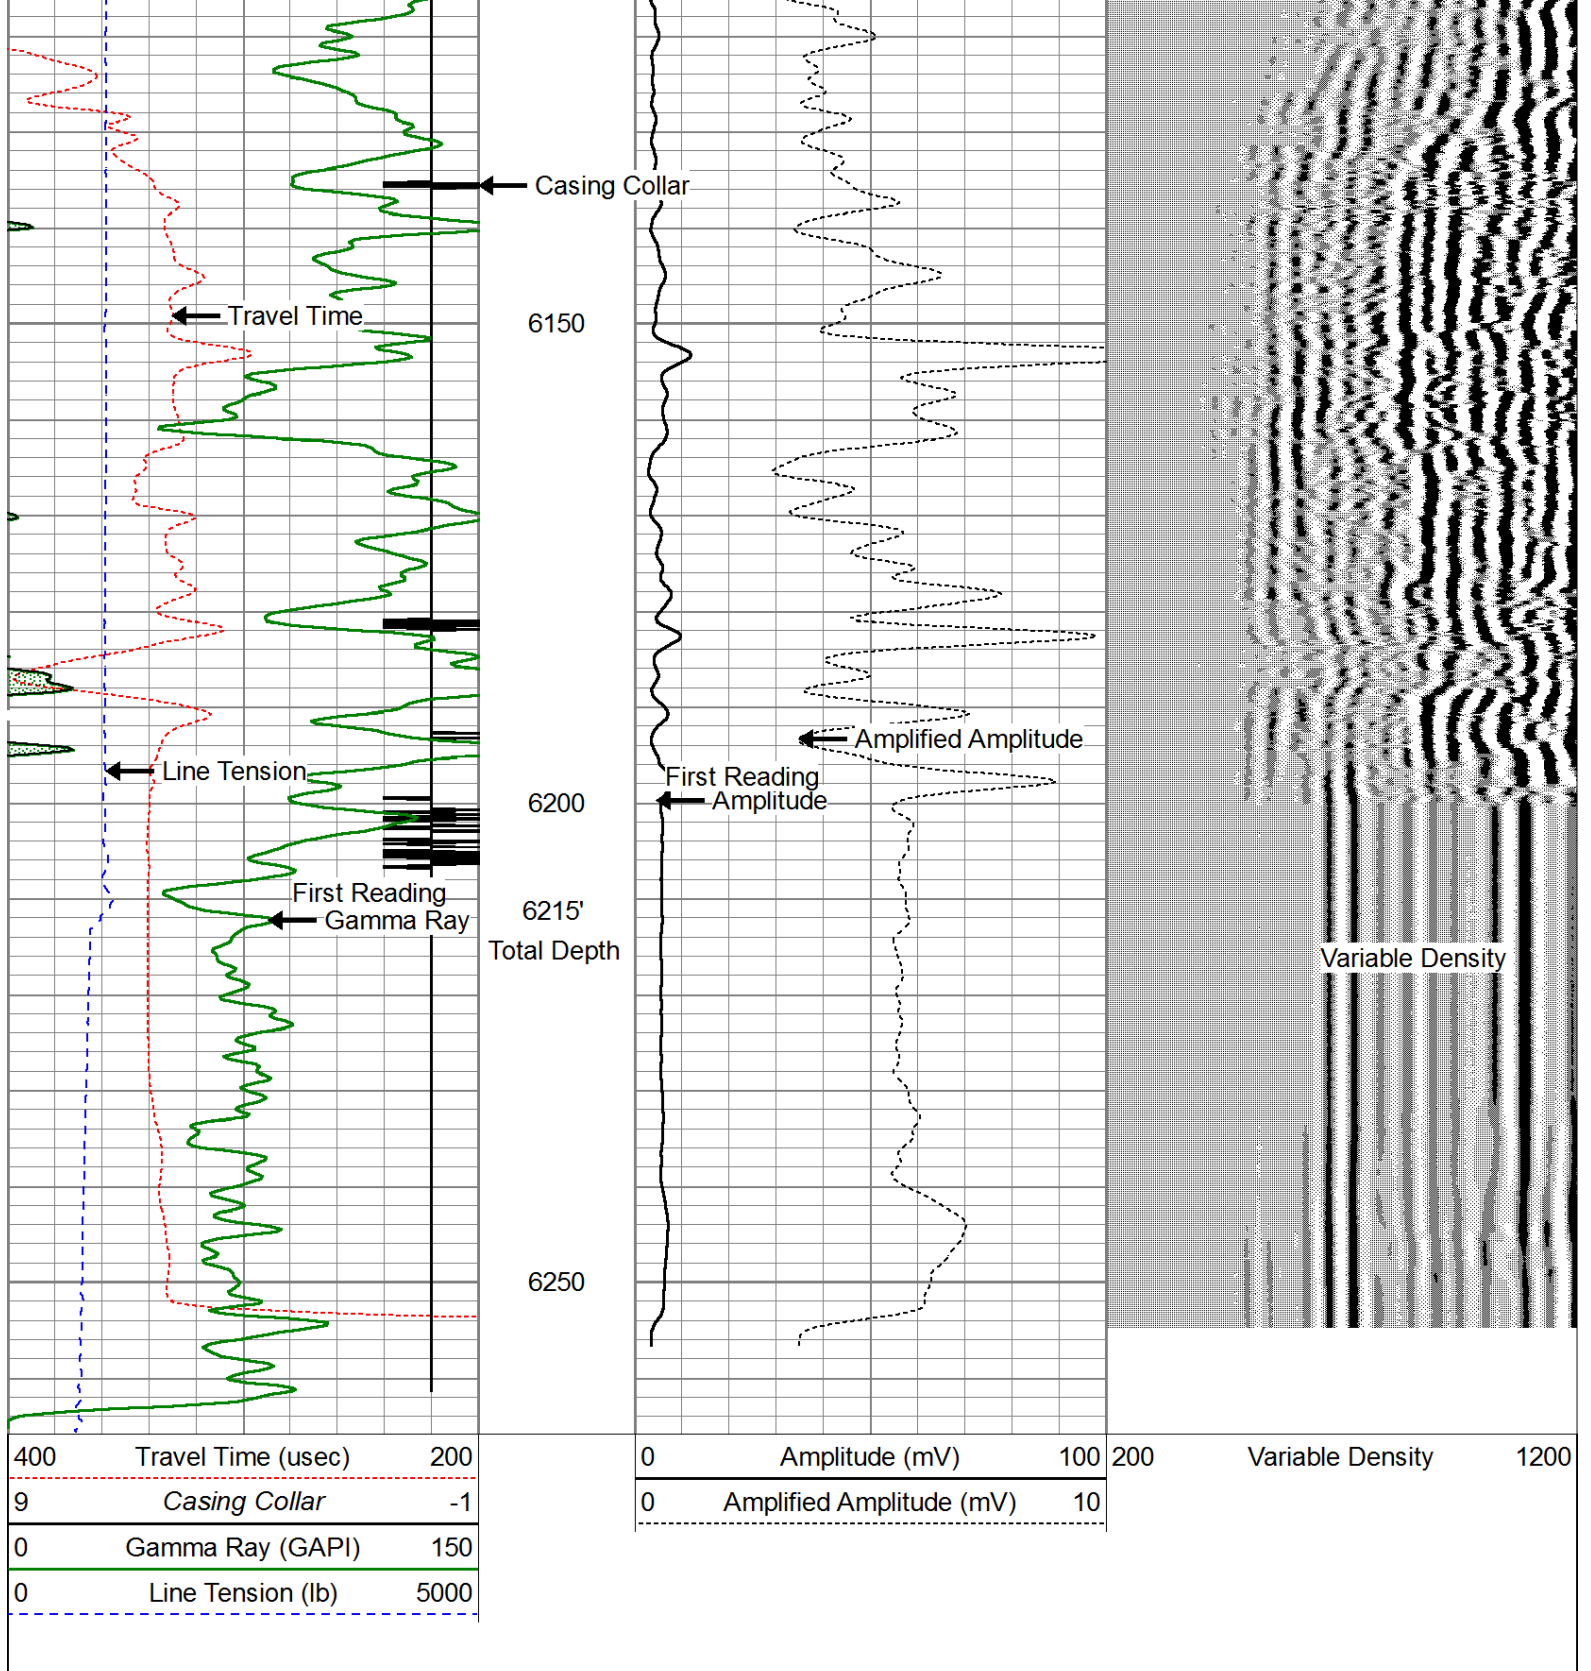 Casing Collar
Travel Time
6150
Amplified Amplitude
Line Tension
First Reading
Amplitude
6200
First Reading
Gamma Ray
6215'
Total Depth
Variable Density
6250
400 Travel Time (usec) 200
9 Casing Collar -1
0 Gamma Ray (GAPI) 150
0 Line Tension (lb) 5000
0 Amplitude (mV) 100
0 Amplified Amplitude (mV) 10
200 Variable Density 1200